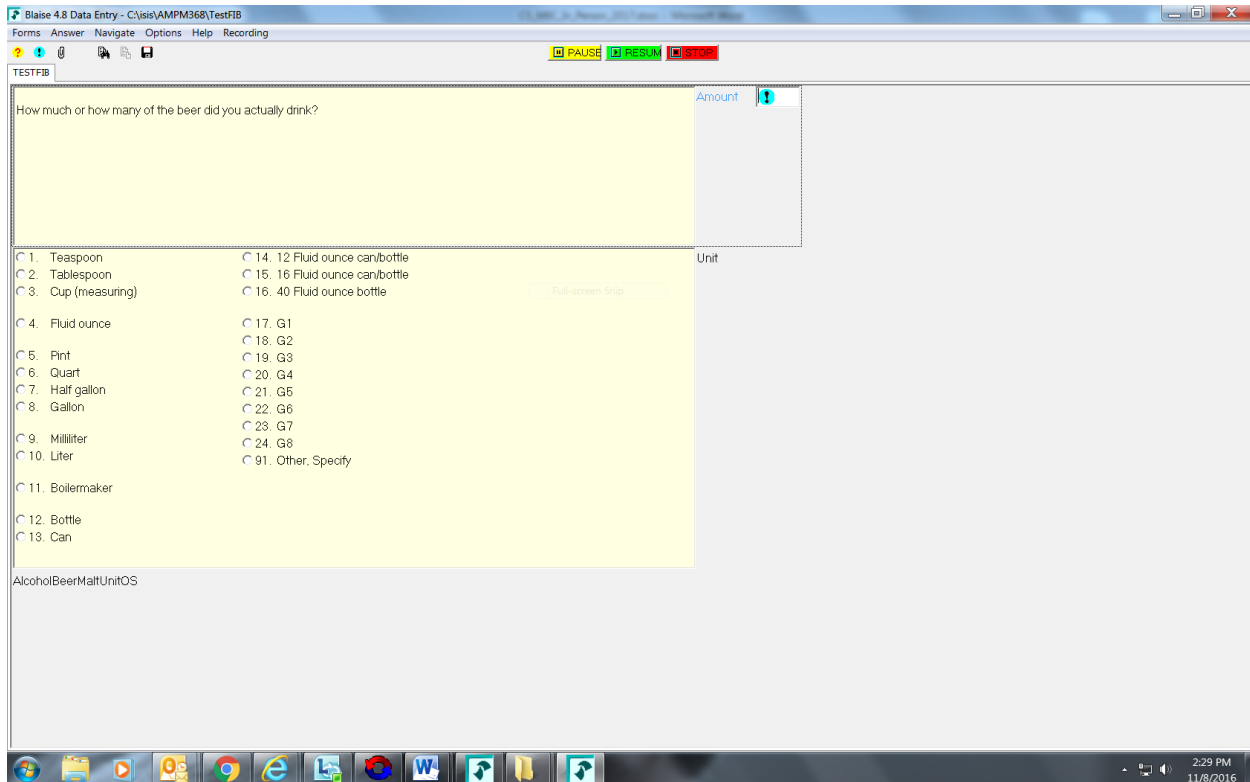 Blaise 4.8 Data Entry - C:\isis\AMPM368\TestFIB
Forms Answer Navigate Options Help Recording
PAUSE RESUM STOP
TESTFIB
How much or how many of the beer did you actually drink?
Amount
1. Teaspoon
2. Tablespoon
3. Cup (measuring)
4. Fluid ounce
5. Pint
6. Quart
7. Half gallon
8. Gallon
9. Milliliter
10. Liter
11. Boilermaker
12. Bottle
13. Can
14. 12 Fluid ounce can/bottle
15. 16 Fluid ounce can/bottle
16. 40 Fluid ounce bottle
17. G1
18. G2
19. G3
20. G4
21. G5
22. G6
23. G7
24. G8
91. Other, Specify
Unit
Full-screen Snip
AlcoholBeerMaltUnitOS
2:29 PM
11/8/2016